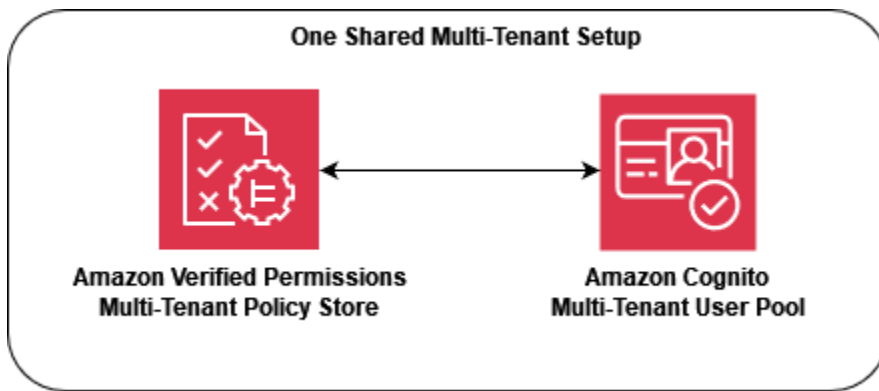 One Shared Multi-Tenant Setup
Amazon Verified Permissions
Multi-Tenant Policy Store
Amazon Cognito
Multi-Tenant User Pool